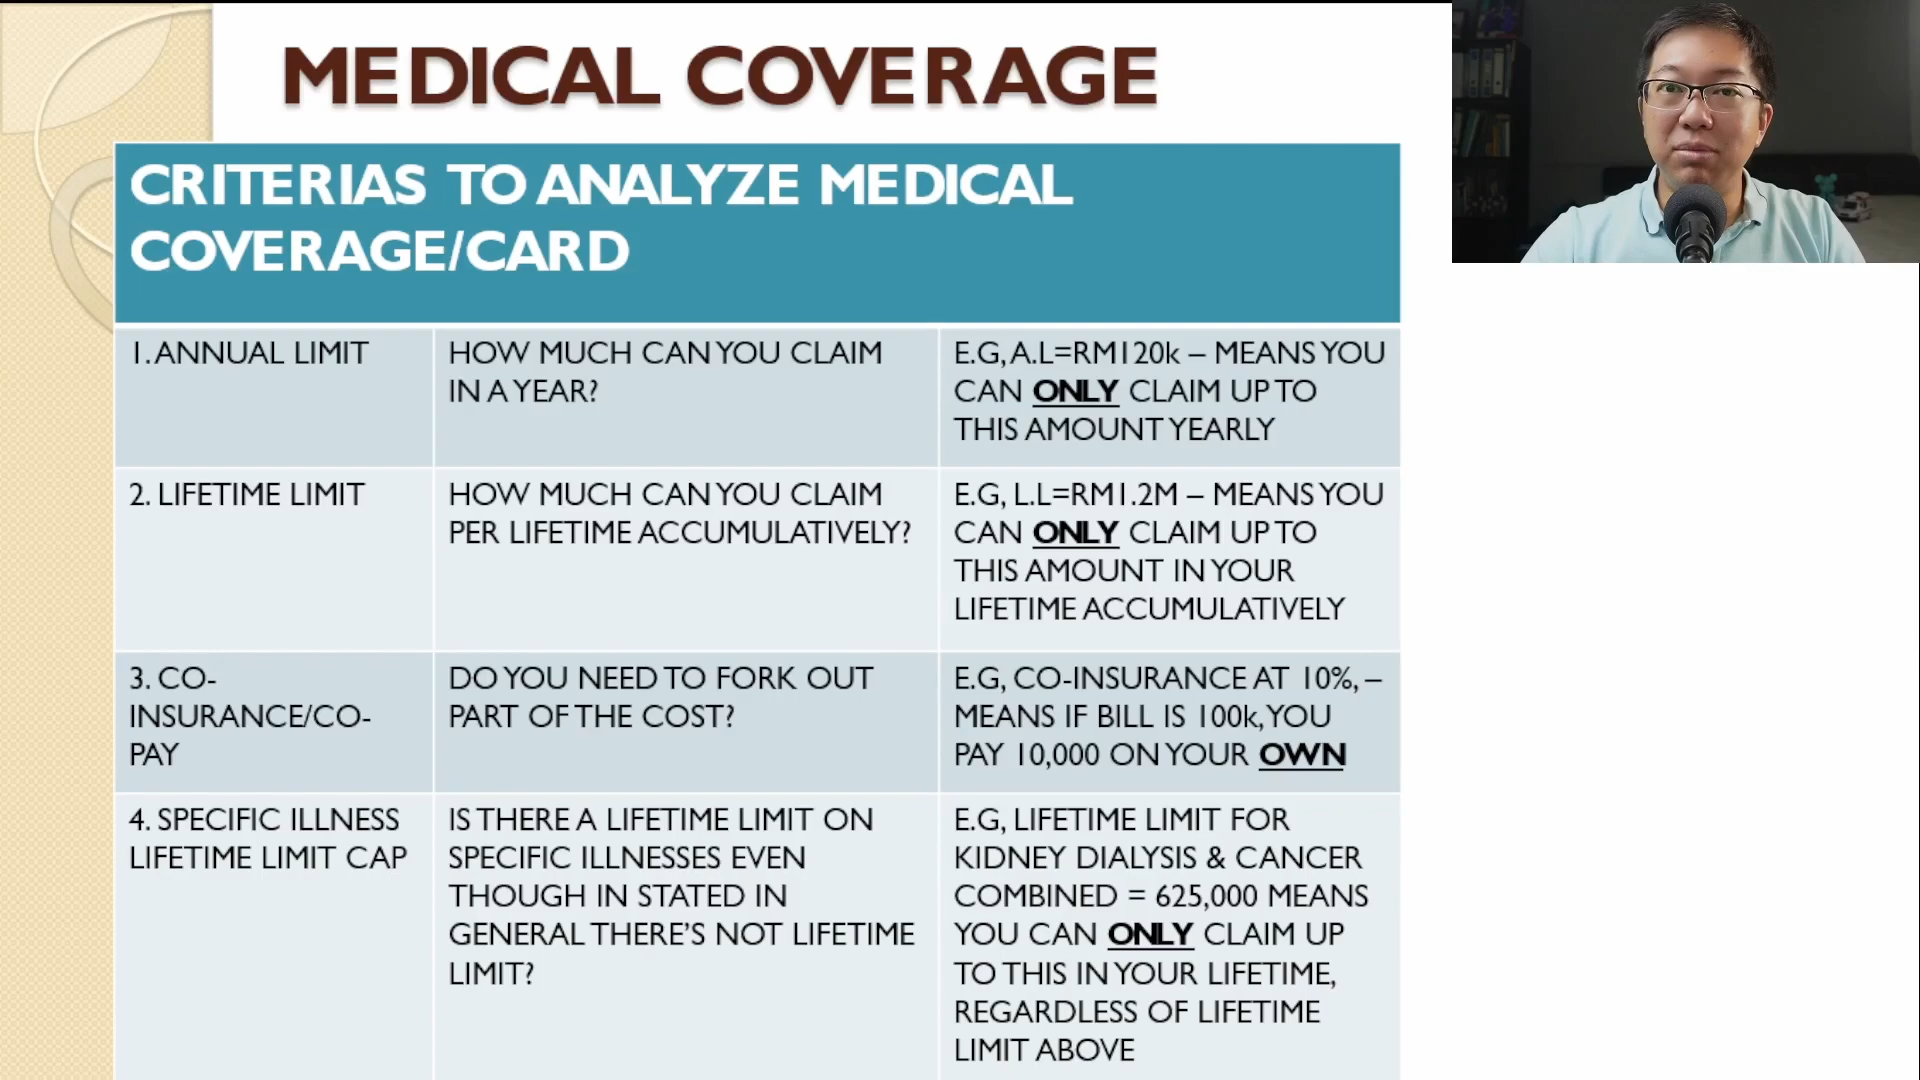 MEDICAL COVERAGE
CRITERIAS TO ANALYZE MEDICAL
COVERAGE/CARD
1. ANNUAL LIMIT
HOW MUCH CAN YOU CLAIM
IN A YEAR?
E.G, A.L=RM120k – MEANS YOU
CAN ONLY CLAIM UP TO
THIS AMOUNT YEARLY
2. LIFETIME LIMIT
HOW MUCH CAN YOU CLAIM
PER LIFETIME ACCUMULATIVELY?
E.G, L.L=RM1.2M – MEANS YOU
CAN ONLY CLAIM UP TO
THIS AMOUNT IN YOUR
LIFETIME ACCUMULATIVELY
3. CO-
INSURANCE/CO-
PAY
DO YOU NEED TO FORK OUT
PART OF THE COST?
E.G, CO-INSURANCE AT 10%, –
MEANS IF BILL IS 100k, YOU
PAY 10,000 ON YOUR OWN
4. SPECIFIC ILLNESS
LIFETIME LIMIT CAP
IS THERE A LIFETIME LIMIT ON
SPECIFIC ILLNESSES EVEN
THOUGH IN STATED IN
GENERAL THERE'S NOT LIFETIME
LIMIT?
E.G, LIFETIME LIMIT FOR
KIDNEY DIALYSIS & CANCER
COMBINED = 625,000 MEANS
YOU CAN ONLY CLAIM UP
TO THIS IN YOUR LIFETIME,
REGARDLESS OF LIFETIME
LIMIT ABOVE